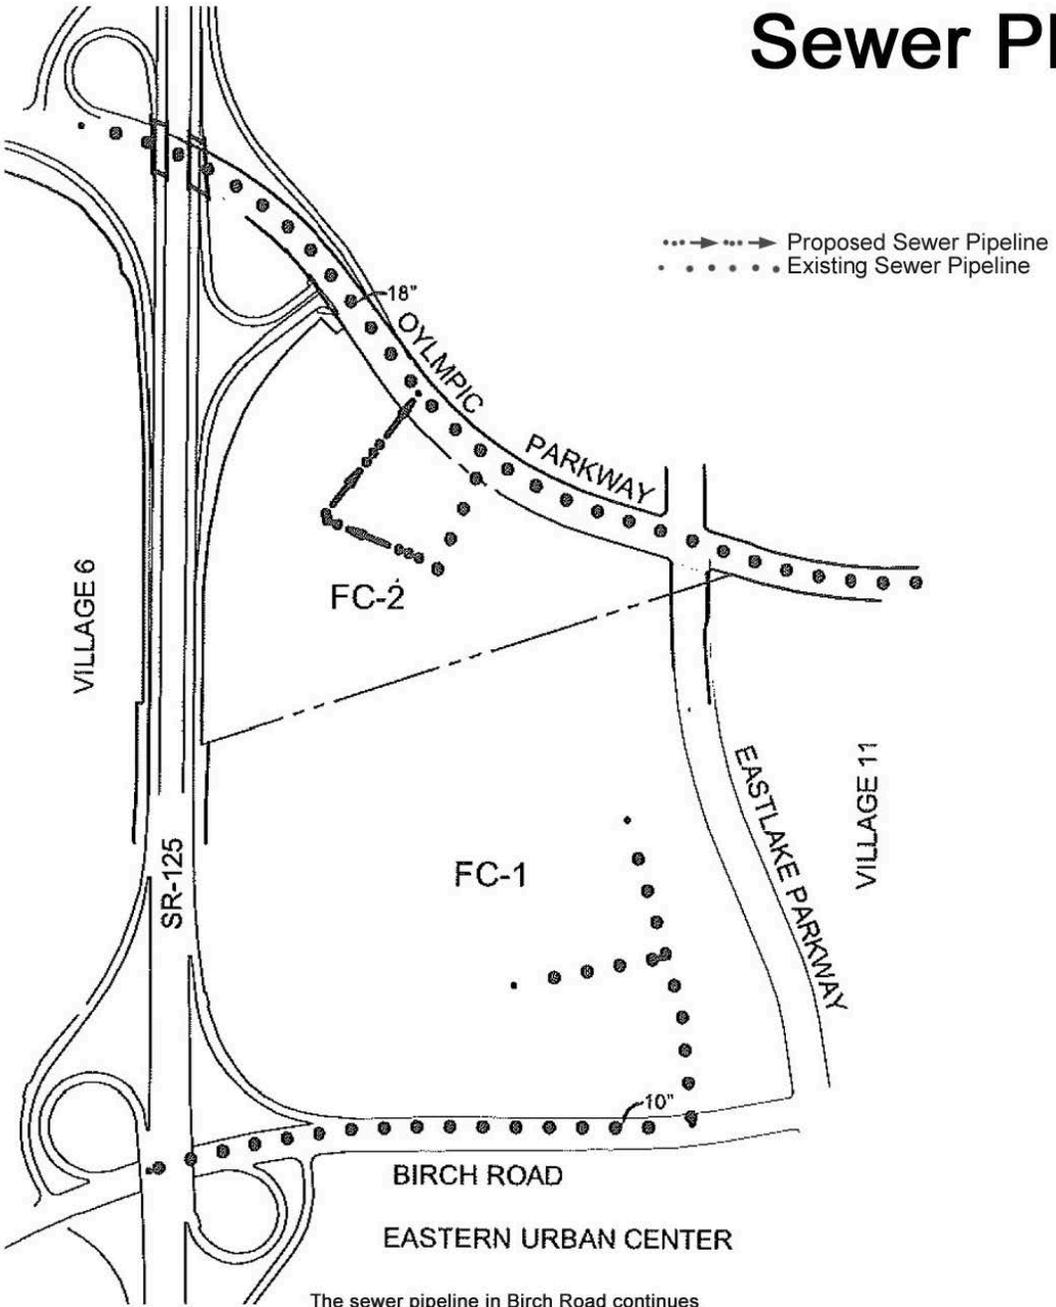 Sewer Pl
Proposed Sewer Pipeline
Existing Sewer Pipeline
18"
OYLMPIC
PARKWAY
FC-2
VILLAGE 6
EASTLAKE PARKWAY
VILLAGE 11
SR-125
FC-1
10"
BIRCH ROAD
EASTERN URBAN CENTER
The sewer pipeline in Birch Road continues